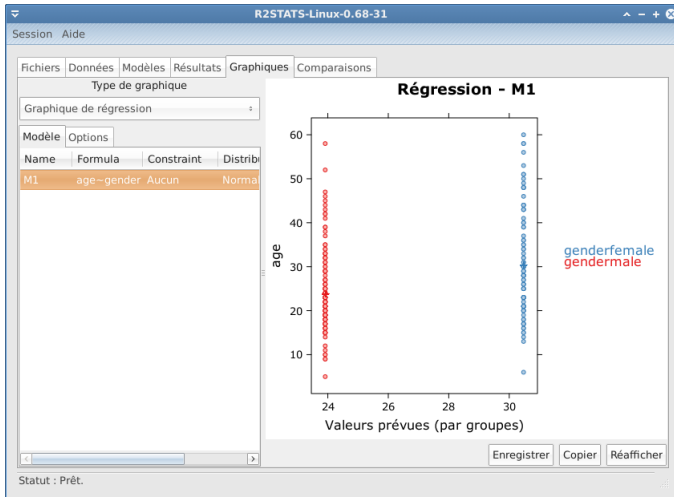 R2STATS-Linux-0.68-31
Session Aide
Fichiers Données Modèles Résultats Graphiques Comparaisons
Type de graphique
Graphique de régression
Modèle Options
Name Formula Constraint Distribu
M1 age~gender Aucun Normal
Régression - M1
60
50
40
30
20
10
age
24 26 28 30
Valeurs prévues (par groupes)
genderfemale
gendermale
Enregistrer Copier Réafficher
Statut : Prêt.